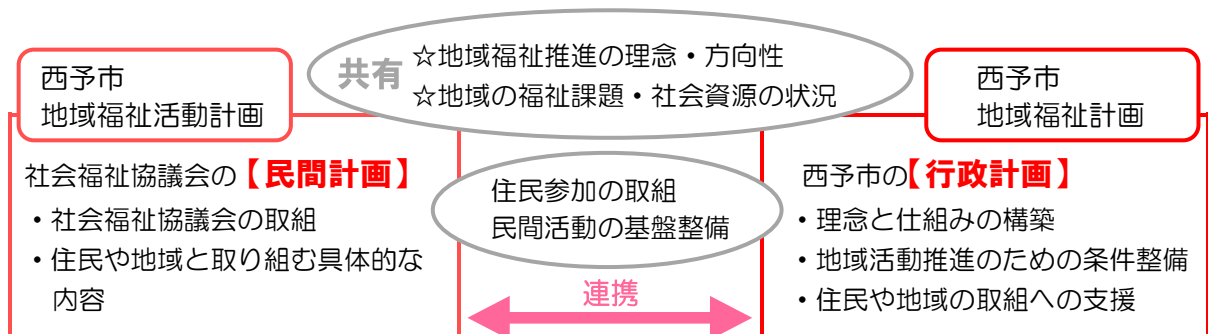 西予市
地域福祉活動計画
共有
☆地域福祉推進の理念・方向性
☆地域の福祉課題・社会資源の状況
西予市
地域福祉計画
社会福祉協議会の【民間計画】
・社会福祉協議会の取組
・住民や地域と取り組む具体的な
内容
住民参加の取組
民間活動の基盤整備
連携
西予市の【行政計画】
・理念と仕組みの構築
・地域活動推進のための条件整備
・住民や地域の取組への支援